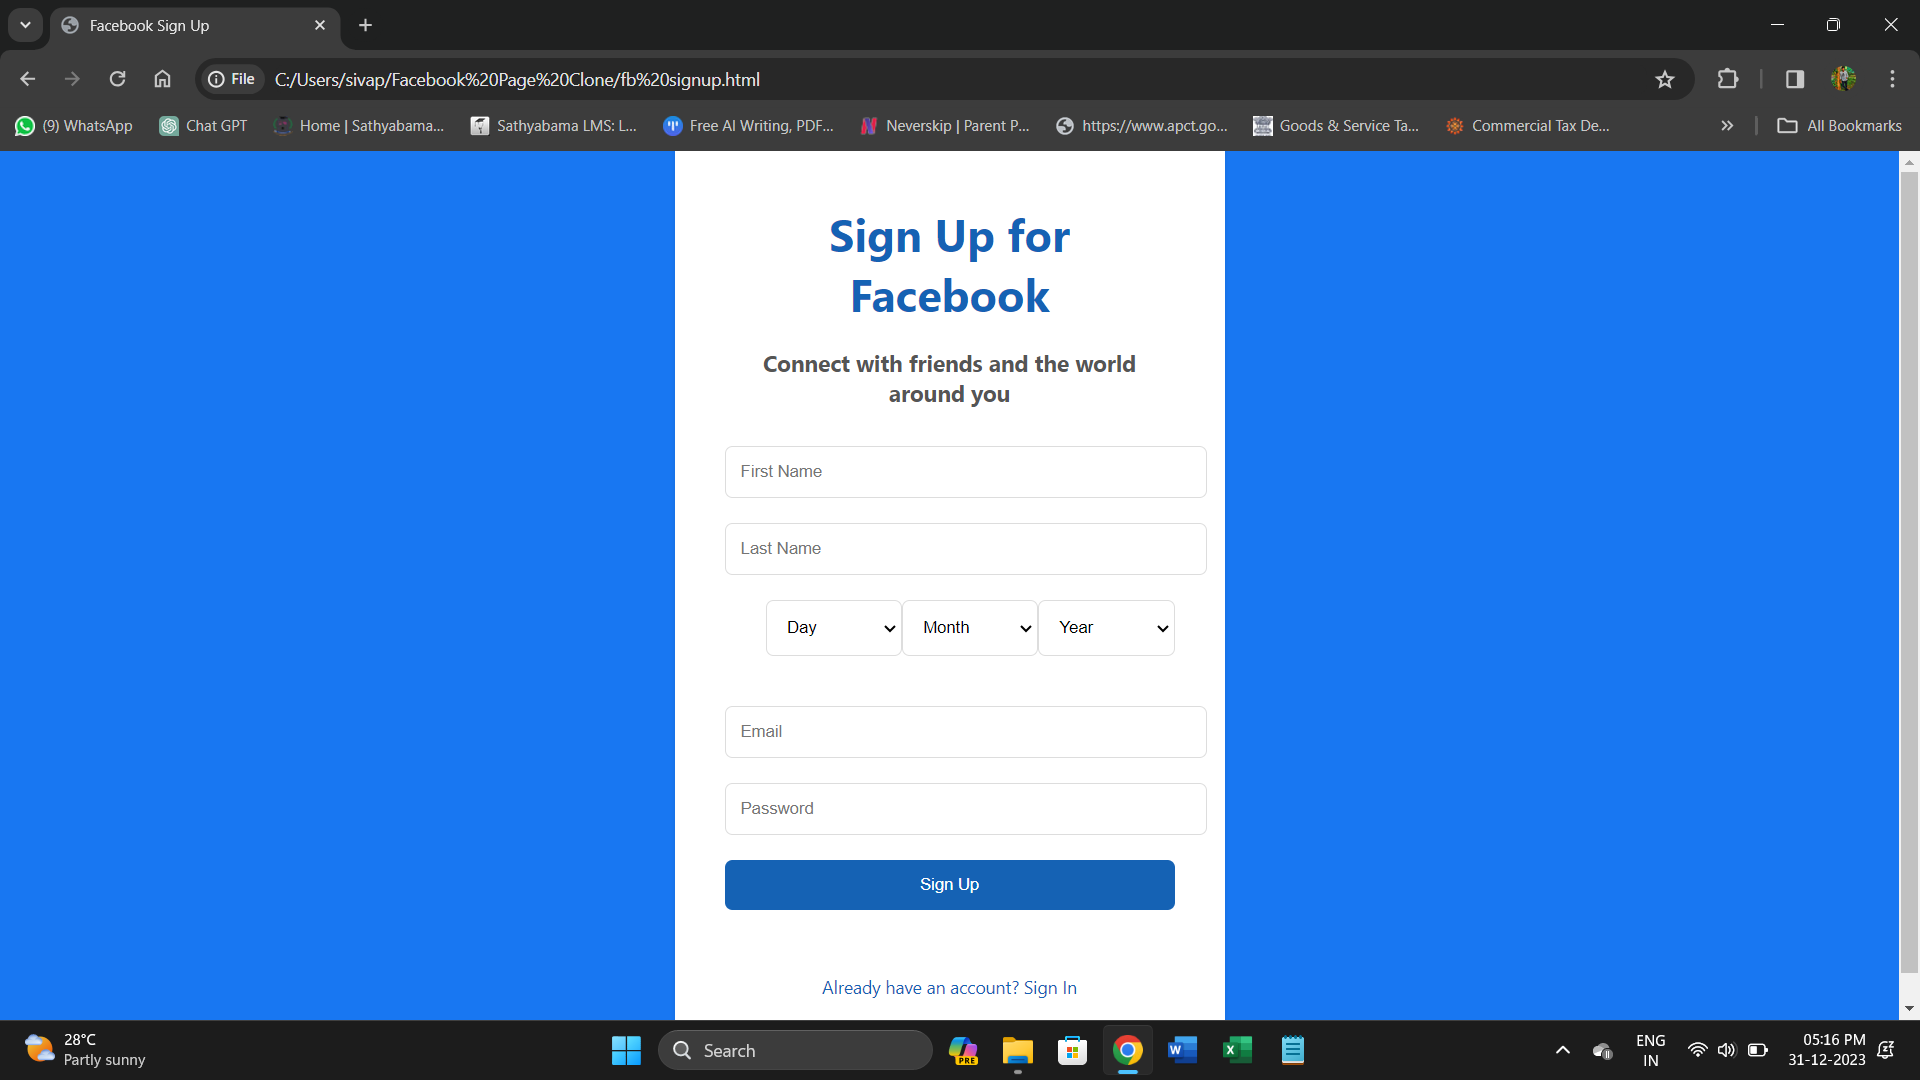 Facebook Sign Up
File
C:/Users/sivap/Facebook%20Page%20Clone/fb%20signup.html
(9) WhatsApp
Chat GPT
Home | Sathyabama...
Sathyabama LMS: L...
Free AI Writing, PDF...
Neverskip | Parent P...
https://www.apct.go...
Goods & Service Ta...
Commercial Tax De...
All Bookmarks
Sign Up for
Facebook
Connect with friends and the world
around you
First Name
Last Name
Day
Month
Year
Email
Password
Sign Up
Already have an account? Sign In
28°C
Partly sunny
Search
PRE
W
X
ENG
IN
05:16 PM
31-12-2023